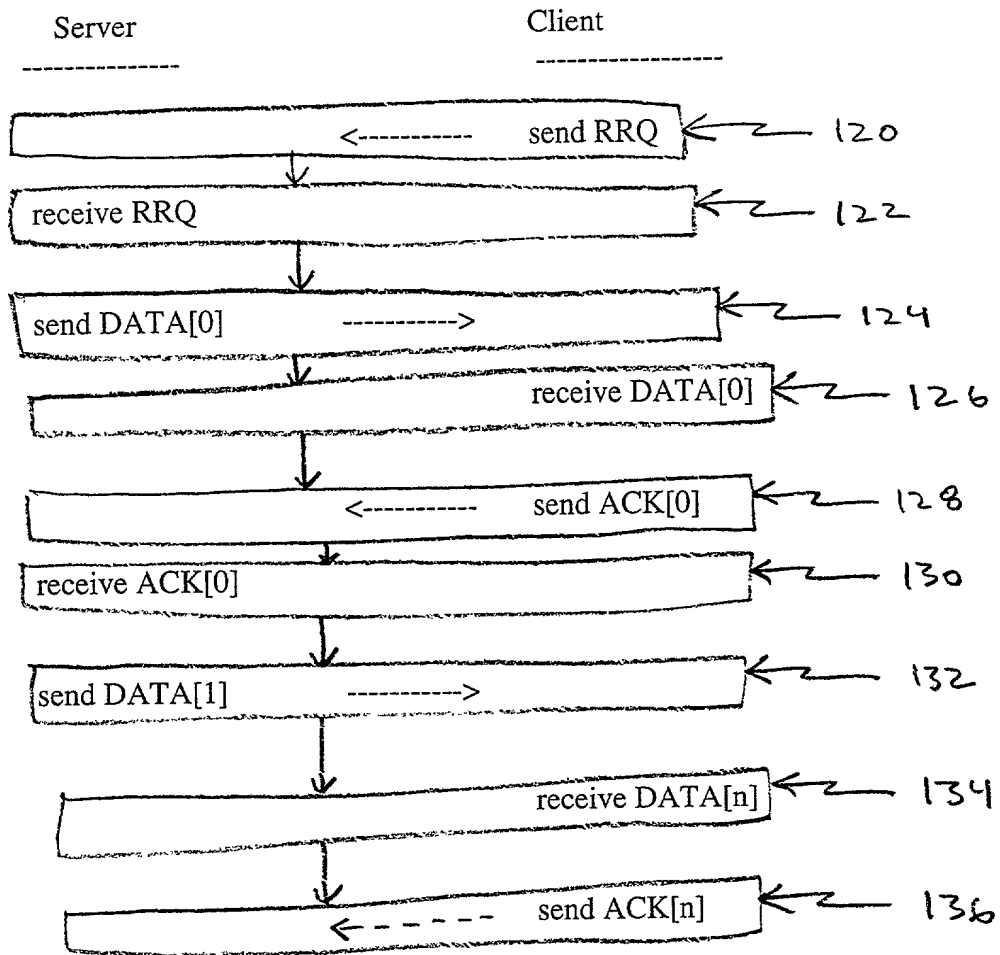 Server Client
send RRQ 120
receive RRQ 122
send DATA[0] 124
receive DATA[0] 126
send ACK[0] 128
receive ACK[0] 130
send DATA[1] 132
receive DATA[n] 134
send ACK[n] 136